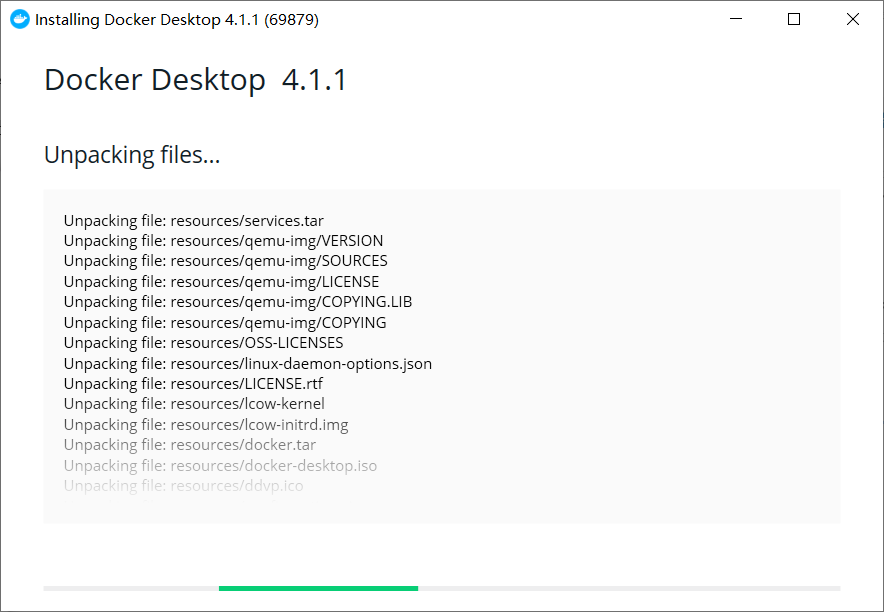 Installing Docker Desktop 4.1.1 (69879)
Docker Desktop 4.1.1
Unpacking files...
Unpacking file: resources/services.tar
Unpacking file: resources/qemu-img/VERSION
Unpacking file: resources/qemu-img/SOURCES
Unpacking file: resources/qemu-img/LICENSE
Unpacking file: resources/qemu-img/COPYING.LIB
Unpacking file: resources/qemu-img/COPYING
Unpacking file: resources/OSS-LICENSES
Unpacking file: resources/linux-daemon-options.json
Unpacking file: resources/LICENSE.rtf
Unpacking file: resources/lcow-kernel
Unpacking file: resources/lcow-initrd.img
Unpacking file: resources/docker.tar
Unpacking file: resources/docker-desktop.iso
Unpacking file: resources/ddvp.ico